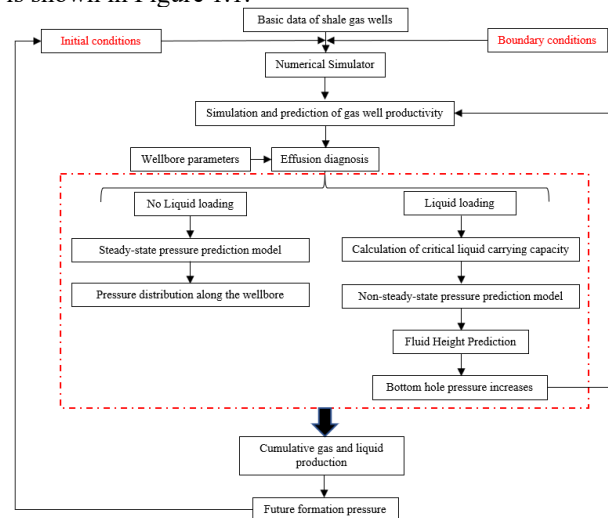 is shown in Figure 1.1.
Basic data of shale gas wells
Initial conditions
Boundary conditions
Numerical Simulator
Simulation and prediction of gas well productivity
Wellbore parameters
Effusion diagnosis
No Liquid loading
Liquid loading
Steady-state pressure prediction model
Calculation of critical liquid carrying capacity
Pressure distribution along the wellbore
Non-steady-state pressure prediction model
Fluid Height Prediction
Bottom hole pressure increases
Cumulative gas and liquid
production
Future formation pressure